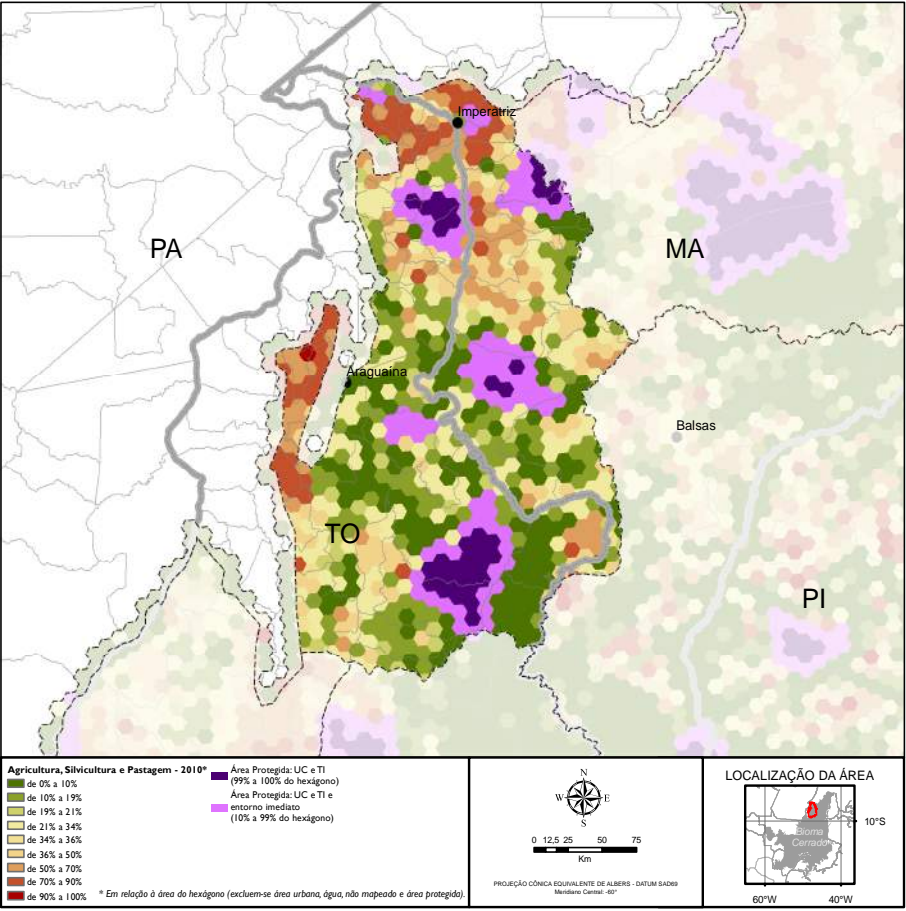 Imperatriz
PA
MA
Araguaína
Balsas
TO
PI
Agricultura, Silvicultura e Pastagem - 2010*
de 0% a 10%
de 10% a 19%
de 19% a 21%
de 21% a 34%
de 34% a 36%
de 36% a 50%
de 50% a 70%
de 70% a 90%
de 90% a 100%
Área Protegida: UC e TI
(99% a 100% do hexágono)
Área Protegida: UC e TI e
entorno imediato
(10% a 99% do hexágono)
* Em relação à área do hexágono (excluem-se área urbana, água, não mapeado e área protegida).
N
W E
S
0 12,5 25 50 75
Km
PROJEÇÃO CÔNICA EQUIVALENTE DE ALBERS - DATUM SAD69
Meridiano Central: -60°
LOCALIZAÇÃO DA ÁREA
10°S
Bioma
Cerrado
60°W 40°W